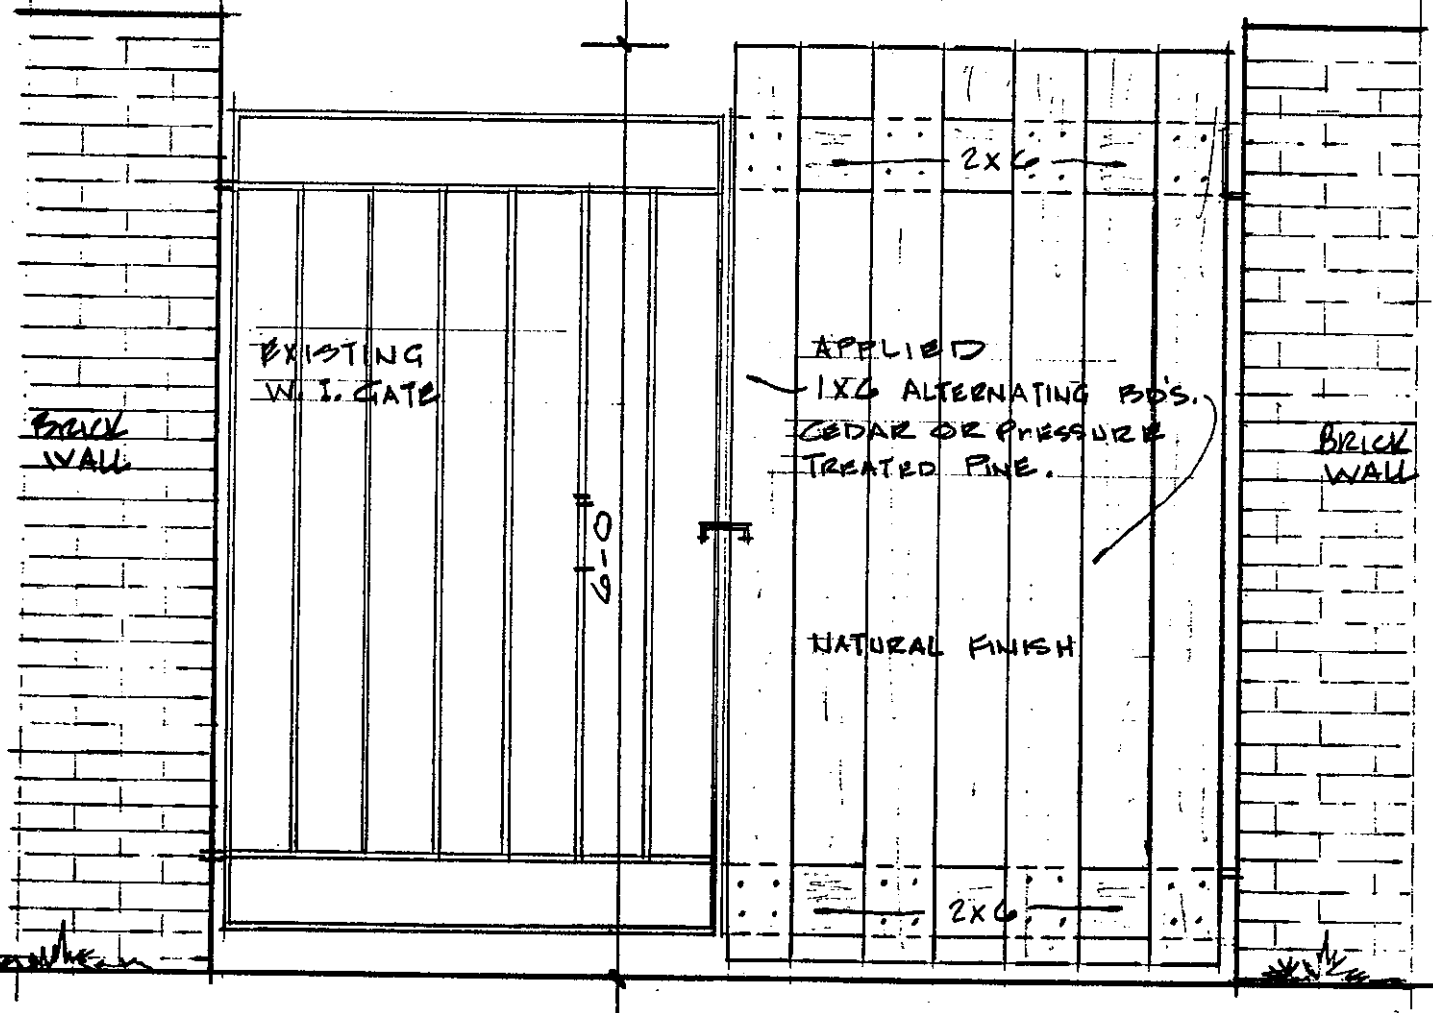 2X6
EXISTING
W. I. GATE
APPLIED
1X6 ALTERNATING BD'S.
CEDAR OR PRESSURE
TREATED PINE.
BRICK
WALL
BRICK
WALL
6-0
NATURAL FINISH
2X6